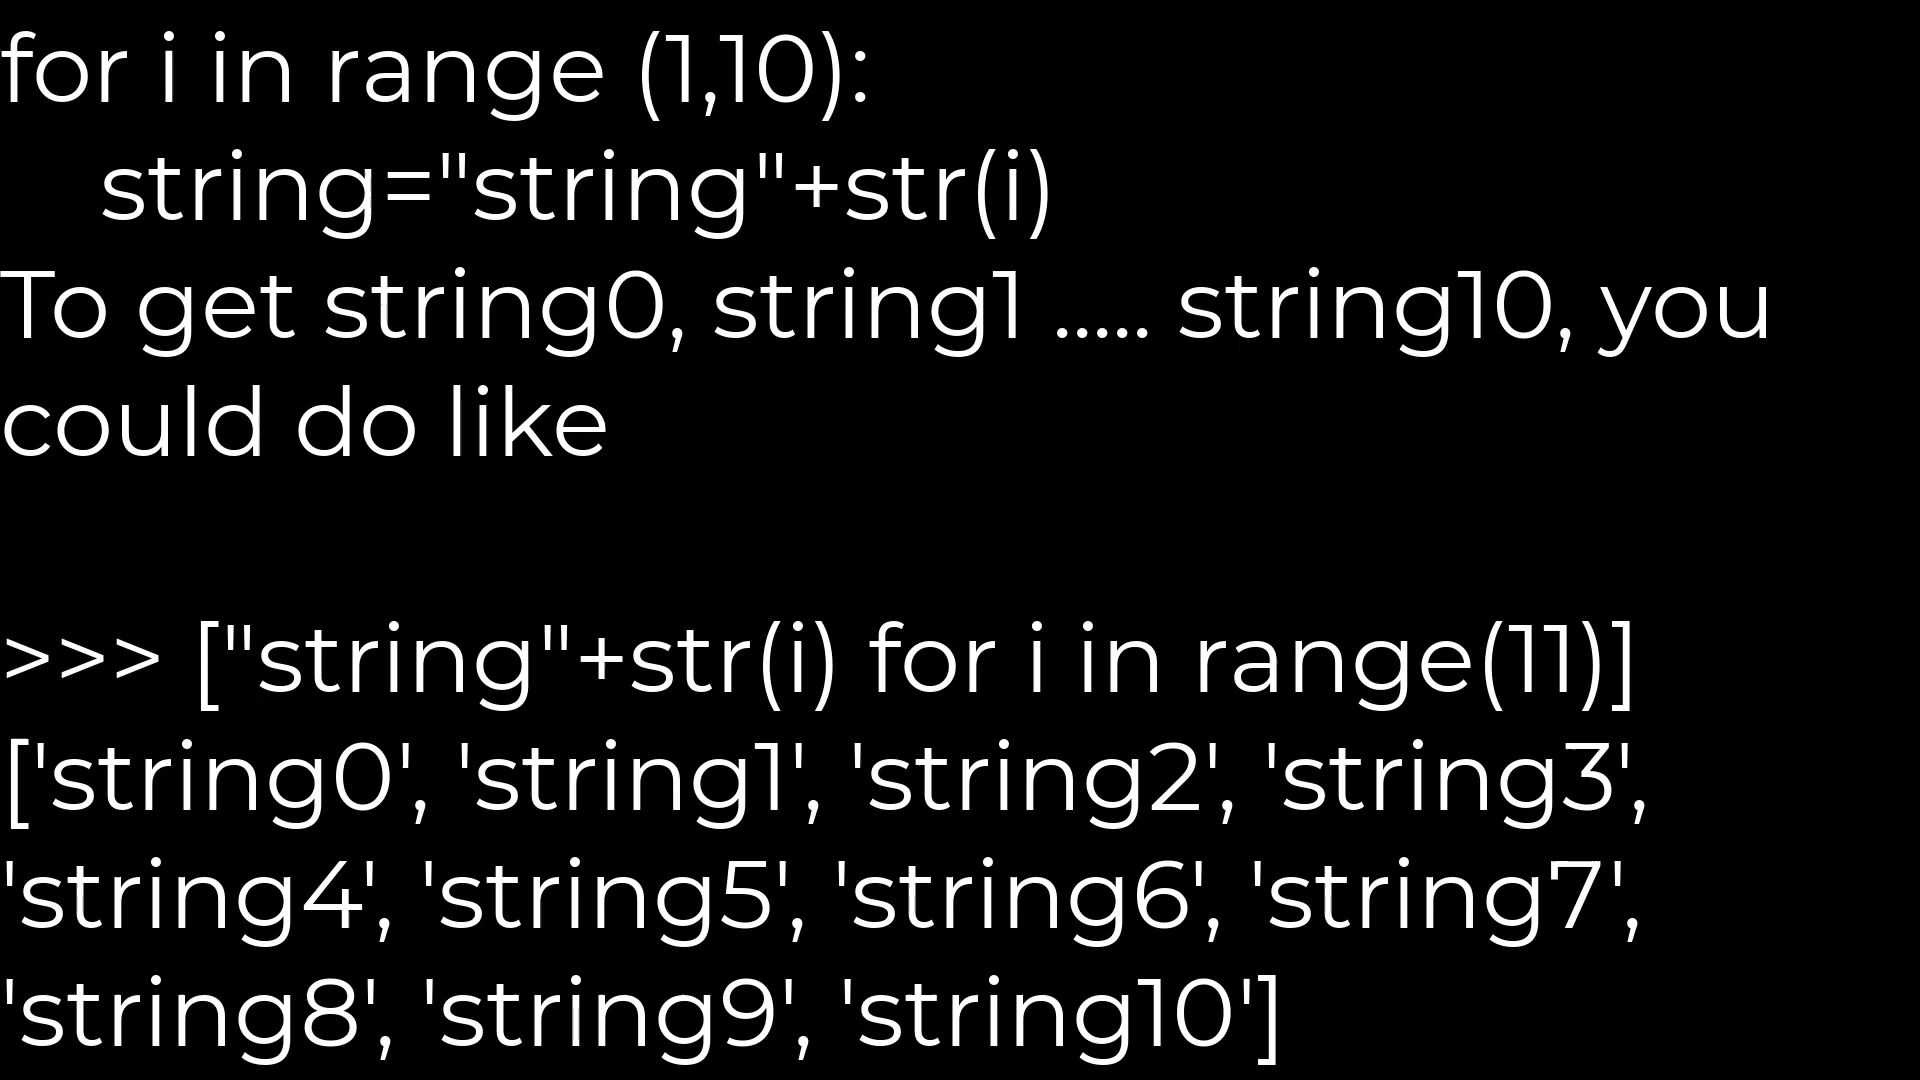 for i in range (1,10):
    string="string"+str(i)
To get string0, string1 ..... string10, you
could do like

>>> ["string"+str(i) for i in range(11)]
['string0', 'string1', 'string2', 'string3',
'string4', 'string5', 'string6', 'string7',
'string8', 'string9', 'string10']